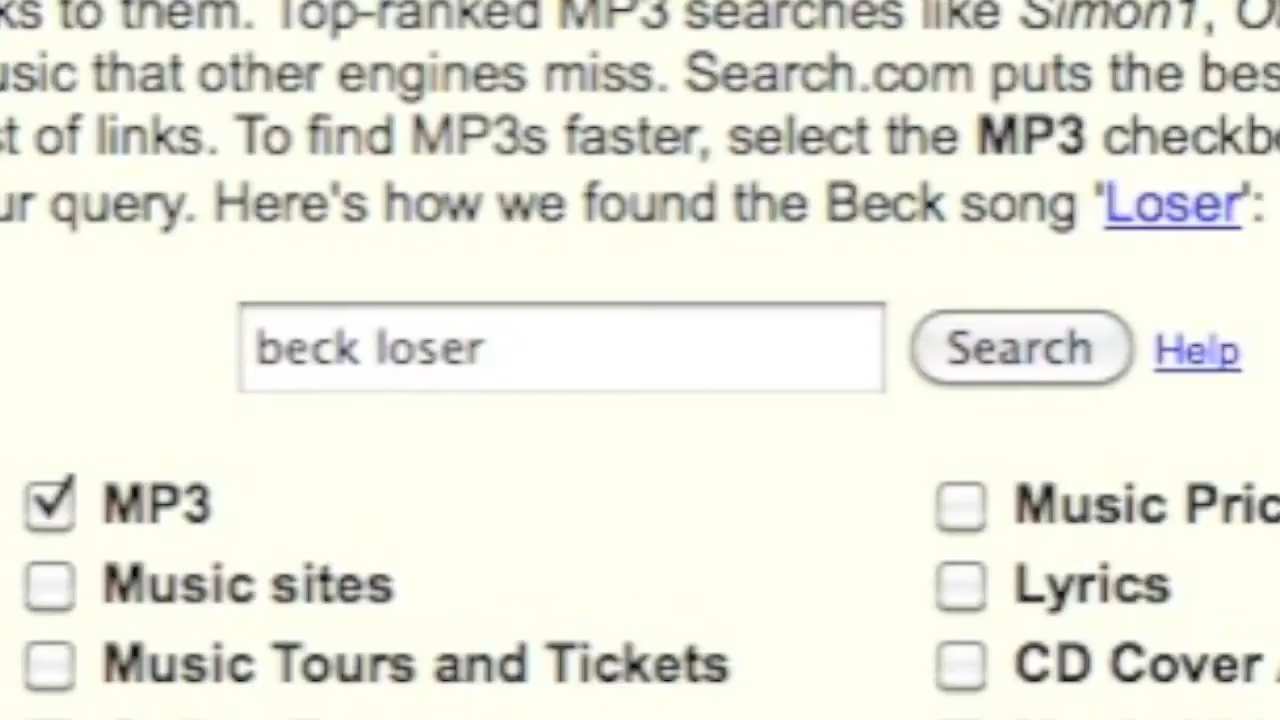 ks to them. Top-ranked MP3 searches like Simon1, O
usic that other engines miss. Search.com puts the bes
st of links. To find MP3s faster, select the MP3 checkb
ur query. Here's how we found the Beck song 'Loser':
beck loser Search Help
MP3 Music Pric
Music sites Lyrics
Music Tours and Tickets CD Cover